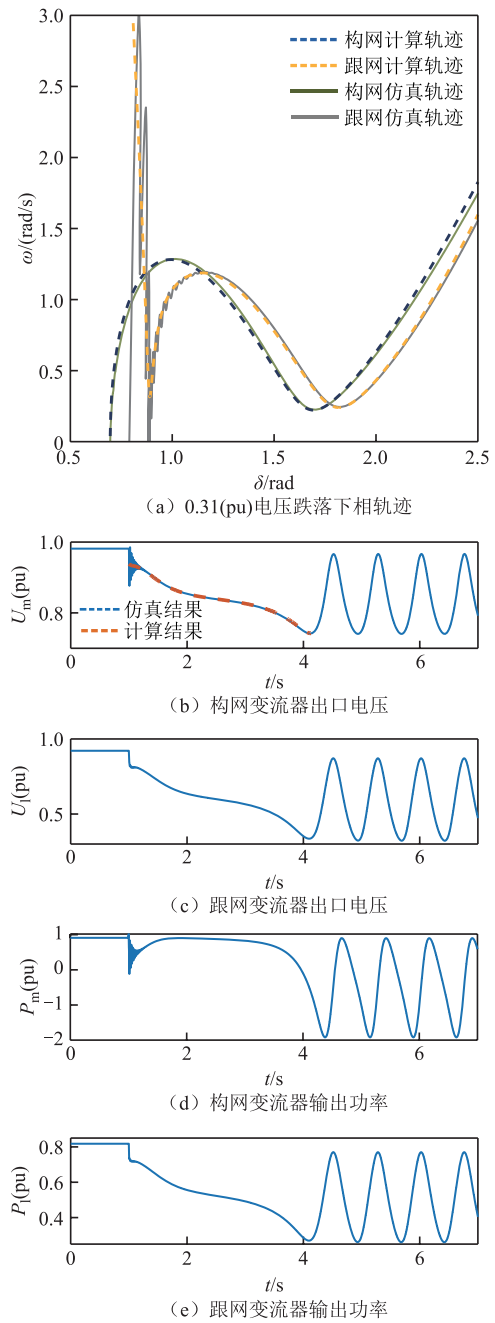 3.0
2.5
2.0
1.5
1.0
0.5
0
ω/(rad/s)
构网计算轨迹
跟网计算轨迹
构网仿真轨迹
跟网仿真轨迹
0.5 1.0 1.5 2.0 2.5
δ/rad
（a）0.31(pu)电压跌落下相轨迹
1.0
0.8
Um(pu)
仿真结果
计算结果
0 2 4 6
t/s
（b）构网变流器出口电压
1.0
0.5
Ul(pu)
0 2 4 6
t/s
（c）跟网变流器出口电压
1
0
−1
−2
Pm(pu)
0 2 4 6
t/s
（d）构网变流器输出功率
0.8
0.6
0.4
Pl(pu)
0 2 4 6
t/s
（e）跟网变流器输出功率